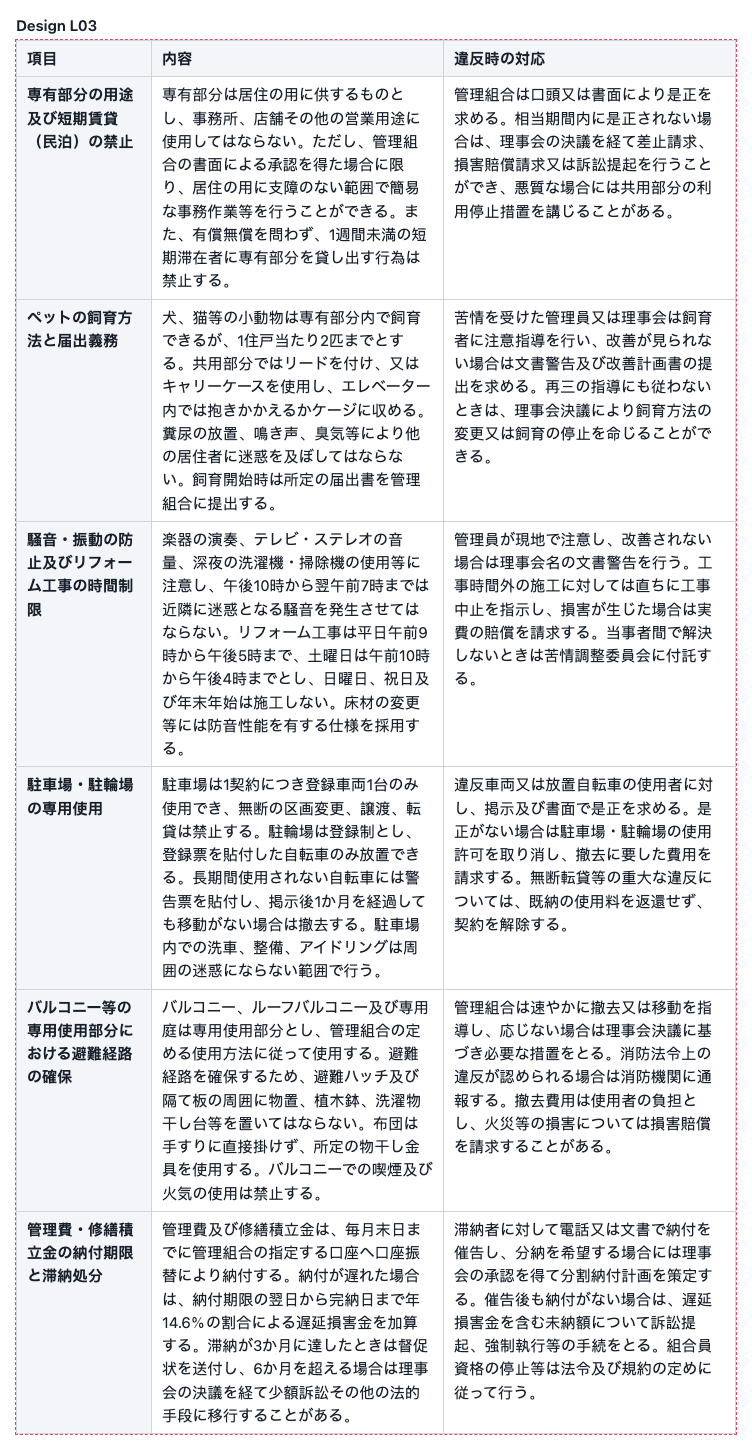 Design L03
項目
内容
違反時の対応
専有部分の用途
及び短期賃貸
（民泊）の禁止
専有部分は居住の用に供するものと
し、事務所、店舗その他の営業用途に
使用してはならない。ただし、管理組
合の書面による承認を得た場合に限
り、居住の用に支障のない範囲で簡易
な事務作業等を行うことができる。ま
た、有償無償を問わず、1週間未満の短
期滞在者に専有部分を貸し出す行為は
禁止する。
管理組合は口頭又は書面により是正を
求める。相当期間内に是正されない場
合は、理事会の決議を経て差止請求、
損害賠償請求又は訴訟提起を行うこと
ができ、悪質な場合には共用部分の利
用停止措置を講じることがある。
ペットの飼育方
法と届出義務
犬、猫等の小動物は専有部分内で飼育
できるが、1住戸当たり2匹までとす
る。共用部分ではリードを付け、又は
キャリーケースを使用し、エレベーター
内では抱きかかえるかケージに収める。
糞尿の放置、鳴き声、臭気等により他
の居住者に迷惑を及ぼしてはならな
い。飼育開始時は所定の届出書を管理
組合に提出する。
苦情を受けた管理員又は理事会は飼育
者に注意指導を行い、改善が見られな
い場合は文書警告及び改善計画書の提
出を求める。再三の指導にも従わない
ときは、理事会決議により飼育方法の
変更又は飼育の停止を命じることがで
きる。
騒音・振動の防
止及びリフォー
ム工事の時間制
限
楽器の演奏、テレビ・ステレオの音
量、深夜の洗濯機・掃除機の使用等に
注意し、午後10時から翌午前7時までは
近隣に迷惑となる騒音を発生させては
ならない。リフォーム工事は平日午前9
時から午後5時まで、土曜日は午前10時
から午後4時までとし、日曜日、祝日及
び年末年始は施工しない。床材の変更
等には防音性能を有する仕様を採用す
る。
管理員が現地で注意し、改善されない
場合は理事会名の文書警告を行う。工
事時間外の施工に対しては直ちに工事
中止を指示し、損害が生じた場合は実
費の賠償を請求する。当事者間で解決
しないときは苦情調整委員会に付託す
る。
駐車場・駐輪場
の専用使用
駐車場は1契約につき登録車両1台のみ
使用でき、無断の区画変更、譲渡、転
貸は禁止する。駐輪場は登録制とし、
登録票を貼付した自転車のみ放置でき
る。長期間使用されない自転車には警
告票を貼付し、掲示後1か月を経過して
も移動がない場合は撤去する。駐車場
内での洗車、整備、アイドリングは周
囲の迷惑にならない範囲で行う。
違反車両又は放置自転車の使用者に対
し、掲示及び書面で是正を求める。是
正がない場合は駐車場・駐輪場の使用
許可を取り消し、撤去に要した費用を
請求する。無断転貸等の重大な違反に
ついては、既納の使用料を返還せず、
契約を解除する。
バルコニー等の
専用使用部分に
おける避難経路
の確保
バルコニー、ルーフバルコニー及び専用
庭は専用使用部分とし、管理組合の定
める使用方法に従って使用する。避難
経路を確保するため、避難ハッチ及び
隔て板の周囲に物置、植木鉢、洗濯物
干し台等を置いてはならない。布団は
手すりに直接掛けず、所定の物干し金
具を使用する。バルコニーでの喫煙及び
火気の使用は禁止する。
管理組合は速やかに撤去又は移動を指
導し、応じない場合は理事会決議に基
づき必要な措置をとる。消防法令上の
違反が認められる場合は消防機関に通
報する。撤去費用は使用者の負担と
し、火災等の損害については損害賠償
を請求することがある。
管理費・修繕積
立金の納付期限
と滞納処分
管理費及び修繕積立金は、毎月末日ま
でに管理組合の指定する口座へ口座振
替により納付する。納付が遅れた場合
は、納付期限の翌日から完納日まで年
14.6%の割合による遅延損害金を加算
する。滞納が3か月に達したときは督促
状を送付し、6か月を超える場合は理事
会の決議を経て少額訴訟その他の法的
手段に移行することがある。
滞納者に対して電話又は文書で納付を
催告し、分納を希望する場合には理事
会の承認を得て分割納付計画を策定す
る。催告後も納付がない場合は、遅延
損害金を含む未納額について訴訟提
起、強制執行等の手続をとる。組合員
資格の停止等は法令及び規約の定めに
従って行う。